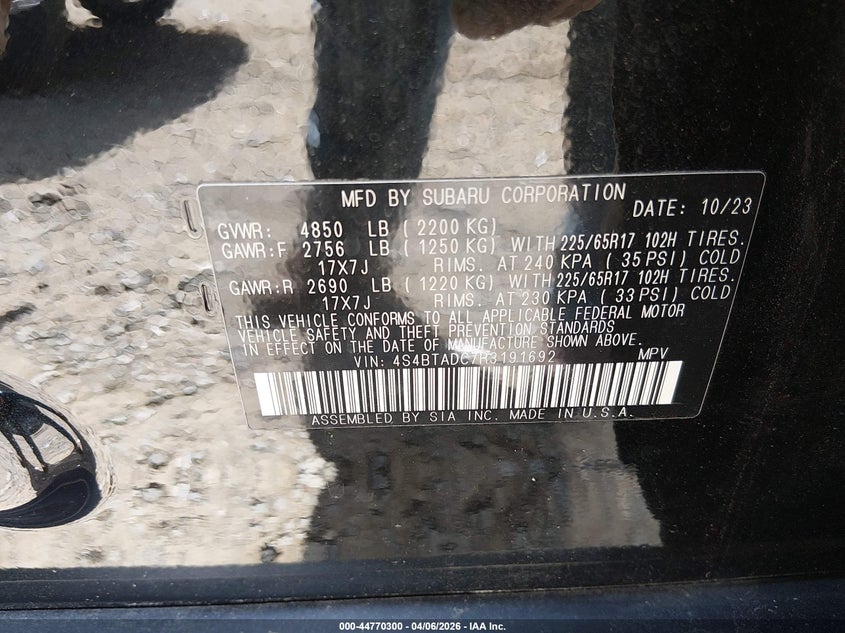 MFD BY SUBARU CORPORATION DATE: 10/23
GVWR: 4850 LB ( 2200 KG)
GAWR:F 2756 LB ( 1250 KG) WITH 225/65R17 102H TIRES.
17X7J RIMS. AT 240 KPA ( 35 PSI) COLD
GAWR:R 2690 LB ( 1220 KG) WITH 225/65R17 102H TIRES.
17X7J RIMS. AT 230 KPA ( 33 PSI) COLD
THIS VEHICLE CONFORMS TO ALL APPLICABLE FEDERAL MOTOR
VEHICLE SAFETY AND THEFT PREVENTION STANDARDS
IN EFFECT ON THE DATE OF MANUFACTURE SHOWN ABOVE.
VIN: 4S4BTADC7R3191692 MPV
ASSEMBLED BY SIA INC. MADE IN U.S.A.
000-44770300 - 04/06/2026 - IAA Inc.